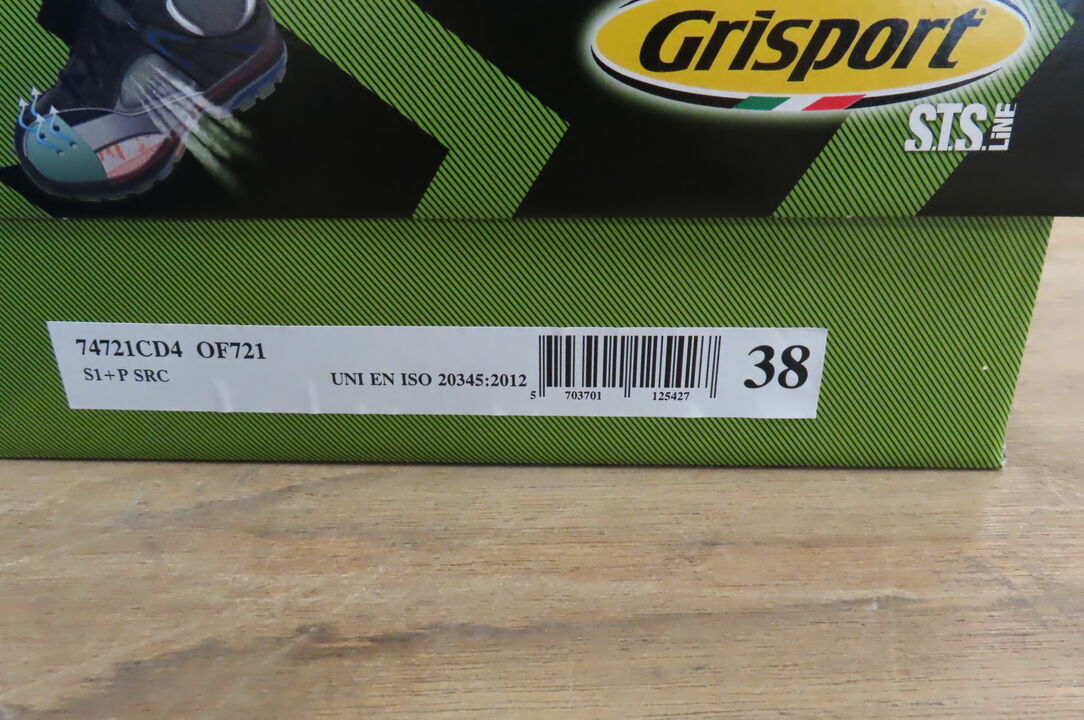 Grisport®
S.T.S. LiNE
74721CD4 OF721
S1+P SRC
UNI EN ISO 20345:2012
5 703701 125427
38